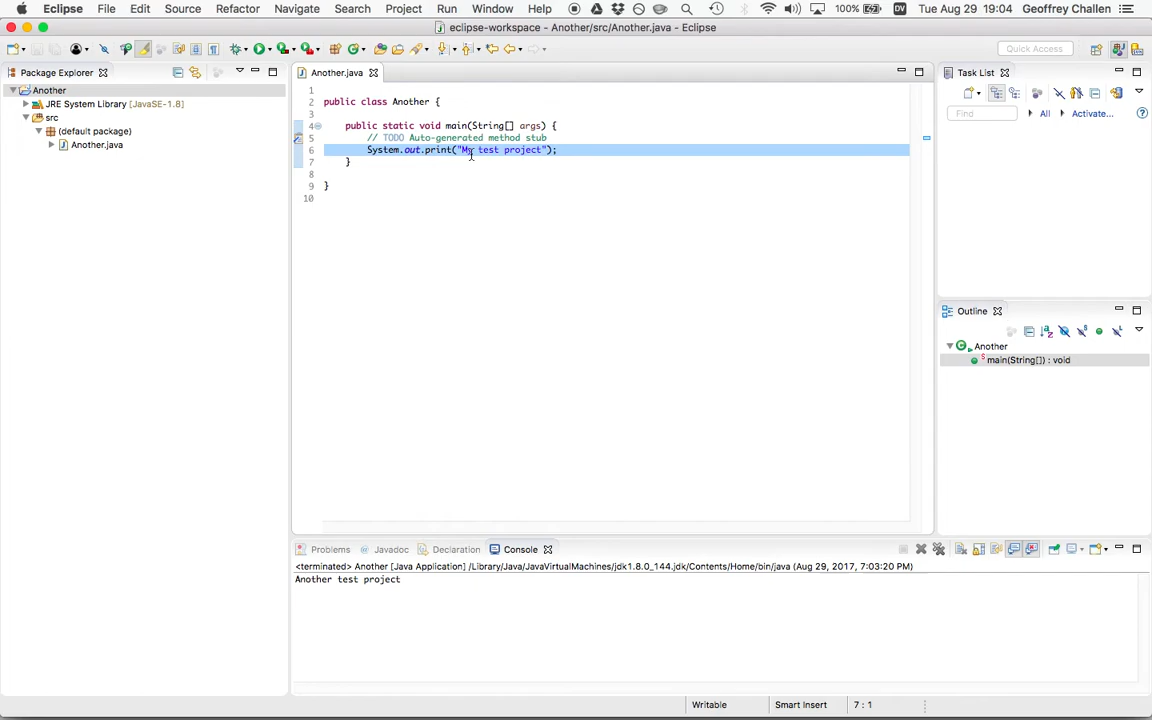 Eclipse File Edit Source Refactor Navigate Search Project Run Window Help 100% DV Tue Aug 29 19:04 Geoffrey Challen
eclipse-workspace - Another/src/Another.java - Eclipse
Quick Access
Package Explorer
Another
JRE System Library [JavaSE-1.8]
src
(default package)
Another.java
Another.java
1
2 public class Another {
3
4 public static void main(String[] args) {
5 // TODO Auto-generated method stub
6 System.out.print("My test project");
7 }
8
9 }
10
Task List
Find All Activate...
Outline
Another
main(String[]) : void
Problems Javadoc Declaration Console
<terminated> Another [Java Application] /Library/Java/JavaVirtualMachines/jdk1.8.0_144.jdk/Contents/Home/bin/java (Aug 29, 2017, 7:03:20 PM)
Another test project
Writable Smart Insert 7 : 1